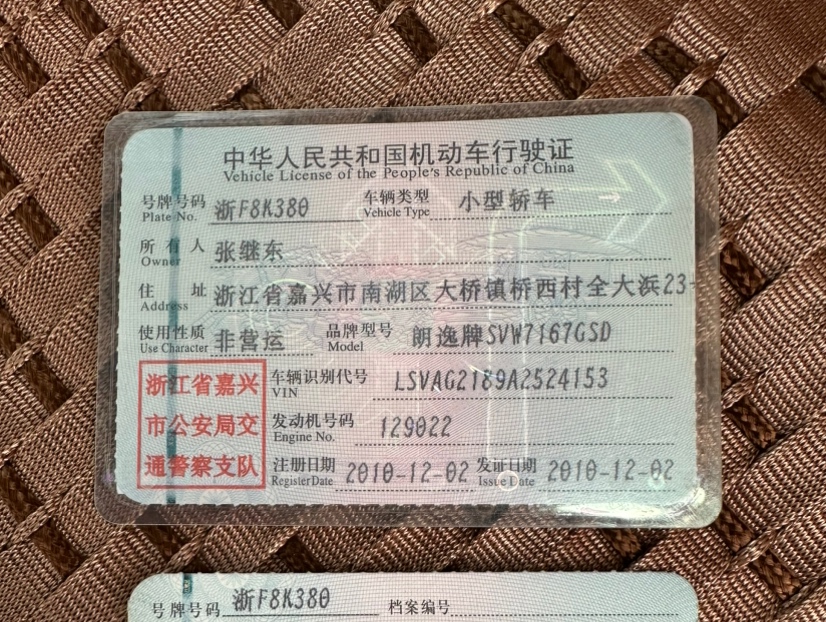 中华人民共和国机动车行驶证
Vehicle License of the People's Republic of China
号牌号码 浙F8K380 车辆类型 小型轿车
Plate No. Vehicle Type
所有人 张继东
Owner
住址 浙江省嘉兴市南湖区大桥镇桥西村全大浜23
Address
使用性质 非营运 品牌型号 朗逸牌SVW7167GSD
Use Character Model
浙江省嘉兴
市公安局交
通警察支队
车辆识别代号 LSVAG2189A2524153
VIN
发动机号码 129022
Engine No.
注册日期 2010-12-02 发证日期 2010-12-02
Register Date Issue Date
号牌号码 浙F8K380 档案编号